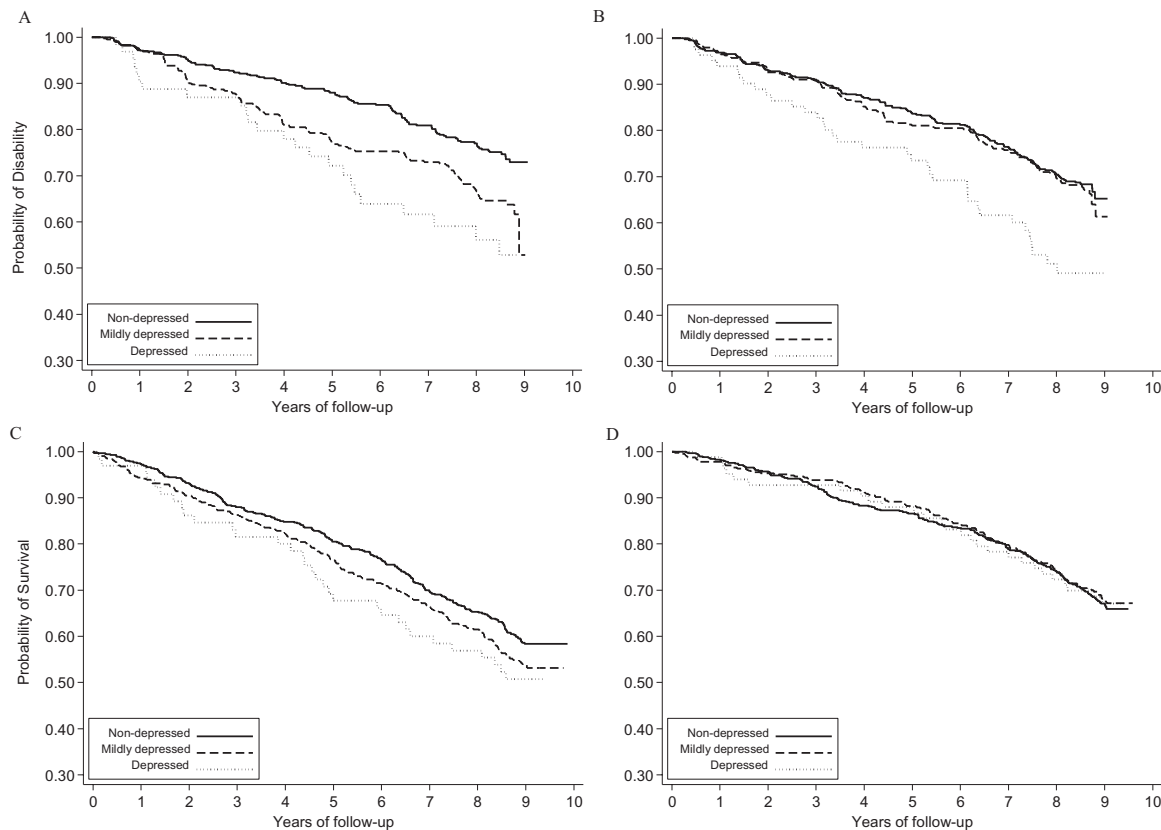 A
Probability of Disability
1.00
0.90
0.80
0.70
0.60
0.50
0.40
0.30
Non-depressed
Mildly depressed
Depressed
0 1 2 3 4 5 6 7 8 9 10
Years of follow-up
B
1.00
0.90
0.80
0.70
0.60
0.50
0.40
0.30
Non-depressed
Mildly depressed
Depressed
0 1 2 3 4 5 6 7 8 9 10
Years of follow-up
C
Probability of Survival
1.00
0.90
0.80
0.70
0.60
0.50
0.40
0.30
Non-depressed
Mildly depressed
Depressed
0 1 2 3 4 5 6 7 8 9 10
Years of follow-up
D
1.00
0.90
0.80
0.70
0.60
0.50
0.40
0.30
Non-depressed
Mildly depressed
Depressed
0 1 2 3 4 5 6 7 8 9 10
Years of follow-up